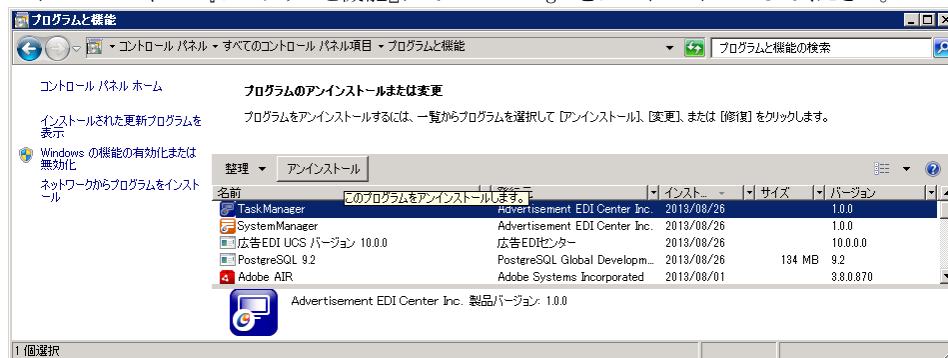 プログラムと機能
コントロール パネル ▾ すべてのコントロール パネル項目 ▾ プログラムと機能
プログラムと機能の検索
コントロール パネル ホーム
インストールされた更新プログラムを
表示
Windows の機能の有効化または
無効化
ネットワークからプログラムをインスト
ール
プログラムのアンインストールまたは変更
プログラムをアンインストールするには、一覧からプログラムを選択して [アンインストール]、[変更]、または [修復] をクリックします。
整理 ▾ アンインストール
名前 インスト... サイズ バージョン
このプログラムをアンインストールします。
TaskManager Advertisement EDI Center Inc. 2013/08/26 1.0.0
SystemManager Advertisement EDI Center Inc. 2013/08/26 1.0.0
広告EDI UCS バージョン 10.0.0 広告EDIセンター 2013/08/26 10.0.0.0
PostgreSQL 9.2 PostgreSQL Global Developm... 2013/08/26 134 MB 9.2
Adobe AIR Adobe Systems Incorporated 2013/08/01 3.8.0.870
Advertisement EDI Center Inc. 製品バージョン: 1.0.0
1 個選択